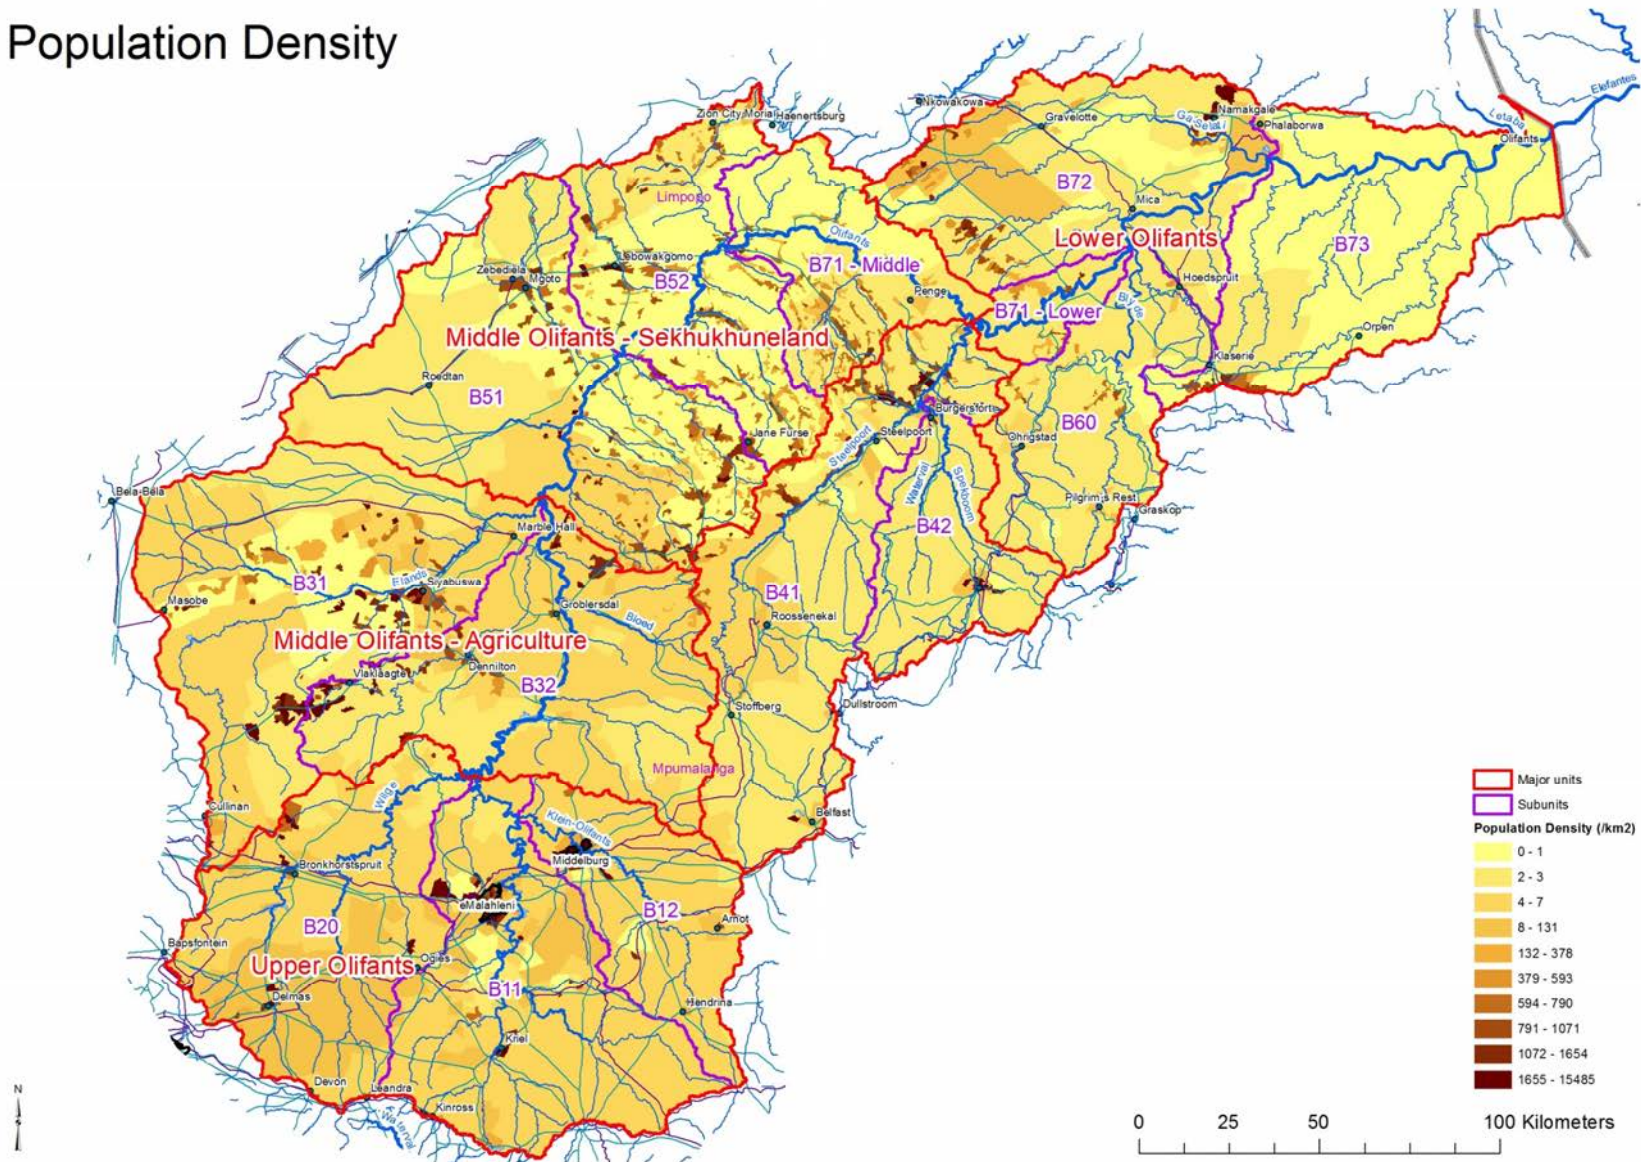 Population Density
Nkowakowa
Elefantes
Zion City Moria
Haenertsburg
Gravelotte
Namakgale
Ga-Selati
Phalaborwa
Letaba
Olifants
Limpopo
B72
Mica
Olifants
Lower Olifants
B73
Lebowakgomo
B71 - Middle
Zebediela
Mgoto
B52
Penge
Hoedspruit
B71 - Lower
Blyde
Middle Olifants - Sekhukhuneland
Orpen
Klaserie
Roedtan
B51
Burgersfort
B60
Jane Furse
Steelpoort
Steelpoort
Ohrigstad
Waterval
Spekboom
Bela-Bela
Pilgrim's Rest
Graskop
Marble Hall
B42
B31
Elands
Siyabuswa
B41
Masobe
Groblersdal
Bloed
Roossenekal
Middle Olifants - Agriculture
Vlaklaagte
Dennilton
B32
Stoffberg
Dullstroom
Mpumalanga
Wilge
Cullinan
Klein-Olifants
Belfast
Bronkhorstspruit
Middelburg
eMalahleni
B20
B12
Arnot
Bapsfontein
Upper Olifants
Ogies
B11
Delmas
Hendrina
Kriel
Devon
Leandra
Kinross
Waterval
Major units
Subunits
Population Density (/km2)
0 - 1
2 - 3
4 - 7
8 - 131
132 - 378
379 - 593
594 - 790
791 - 1071
1072 - 1654
1655 - 15485
N
0 25 50 100 Kilometers